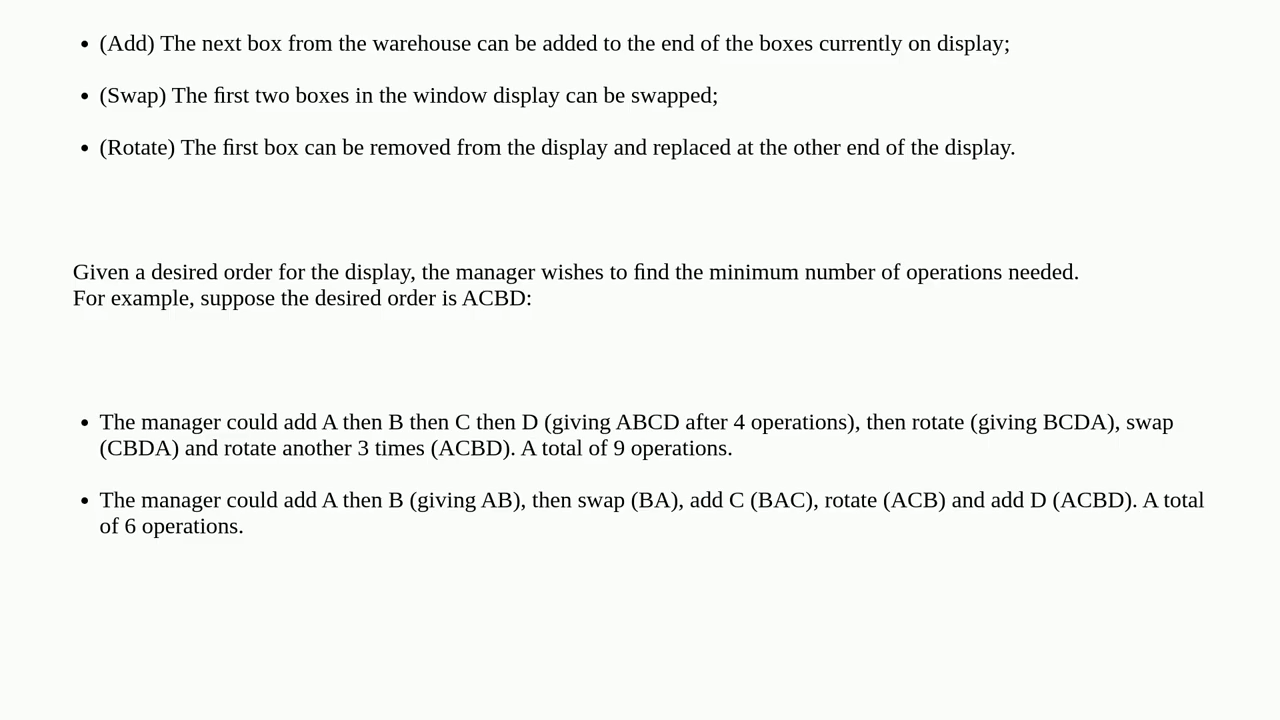 • (Add) The next box from the warehouse can be added to the end of the boxes currently on display;
• (Swap) The first two boxes in the window display can be swapped;
• (Rotate) The first box can be removed from the display and replaced at the other end of the display.
Given a desired order for the display, the manager wishes to find the minimum number of operations needed.
For example, suppose the desired order is ACBD:
• The manager could add A then B then C then D (giving ABCD after 4 operations), then rotate (giving BCDA), swap
(CBDA) and rotate another 3 times (ACBD). A total of 9 operations.
• The manager could add A then B (giving AB), then swap (BA), add C (BAC), rotate (ACB) and add D (ACBD). A total
of 6 operations.